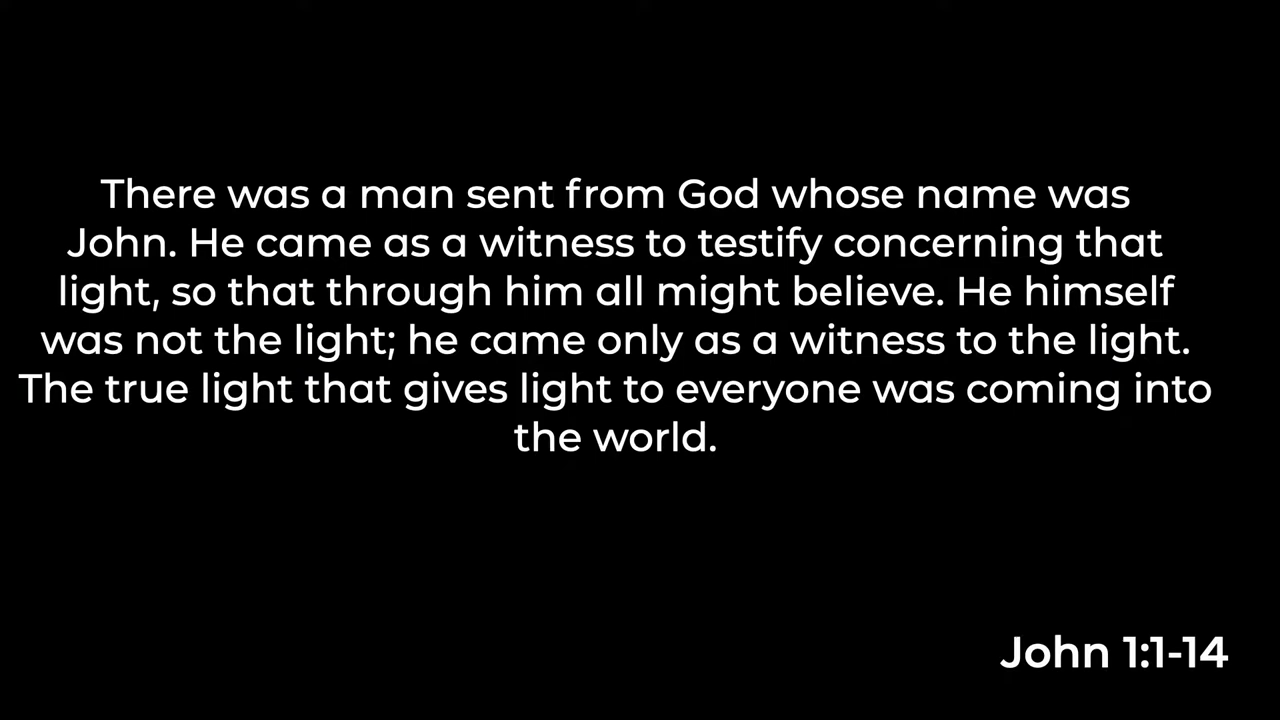 There was a man sent from God whose name was
John. He came as a witness to testify concerning that
light, so that through him all might believe. He himself
was not the light; he came only as a witness to the light.
The true light that gives light to everyone was coming into
the world.
John 1:1-14